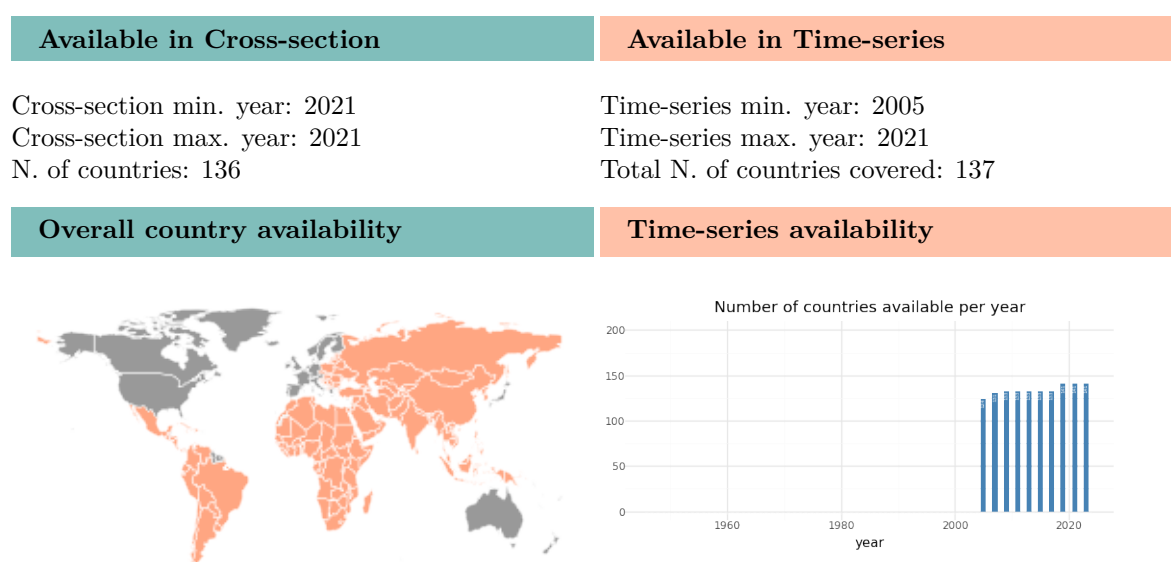 Available in Cross-section
Cross-section min. year: 2021
Cross-section max. year: 2021
N. of countries: 136
Available in Time-series
Time-series min. year: 2005
Time-series max. year: 2021
Total N. of countries covered: 137
Overall country availability
Time-series availability
Number of countries available per year
200
150
100
50
0
1960
1980
2000
2020
year